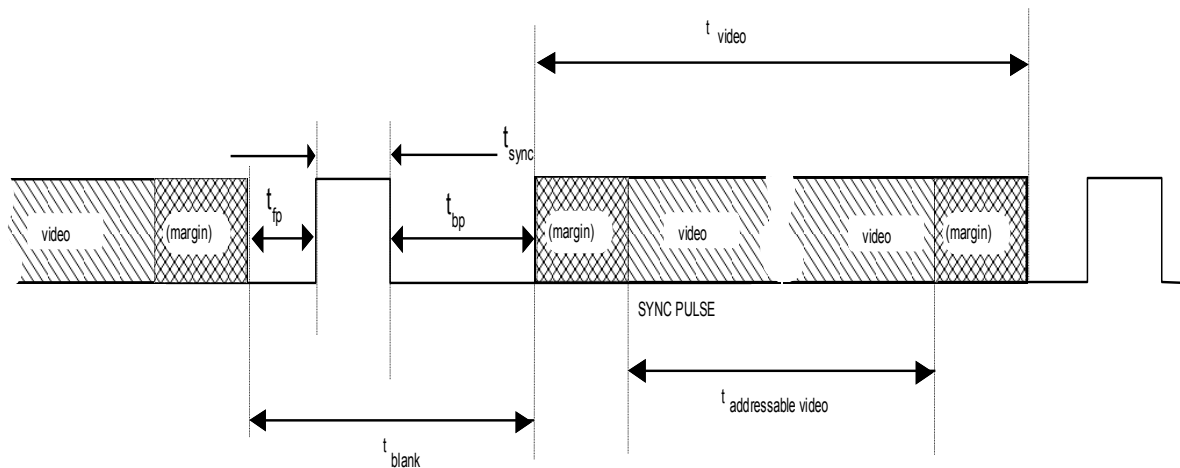 t video
t sync
t fp
t bp
video
(margin)
(margin)
video
video
(margin)
SYNC PULSE
t addressable video
t blank